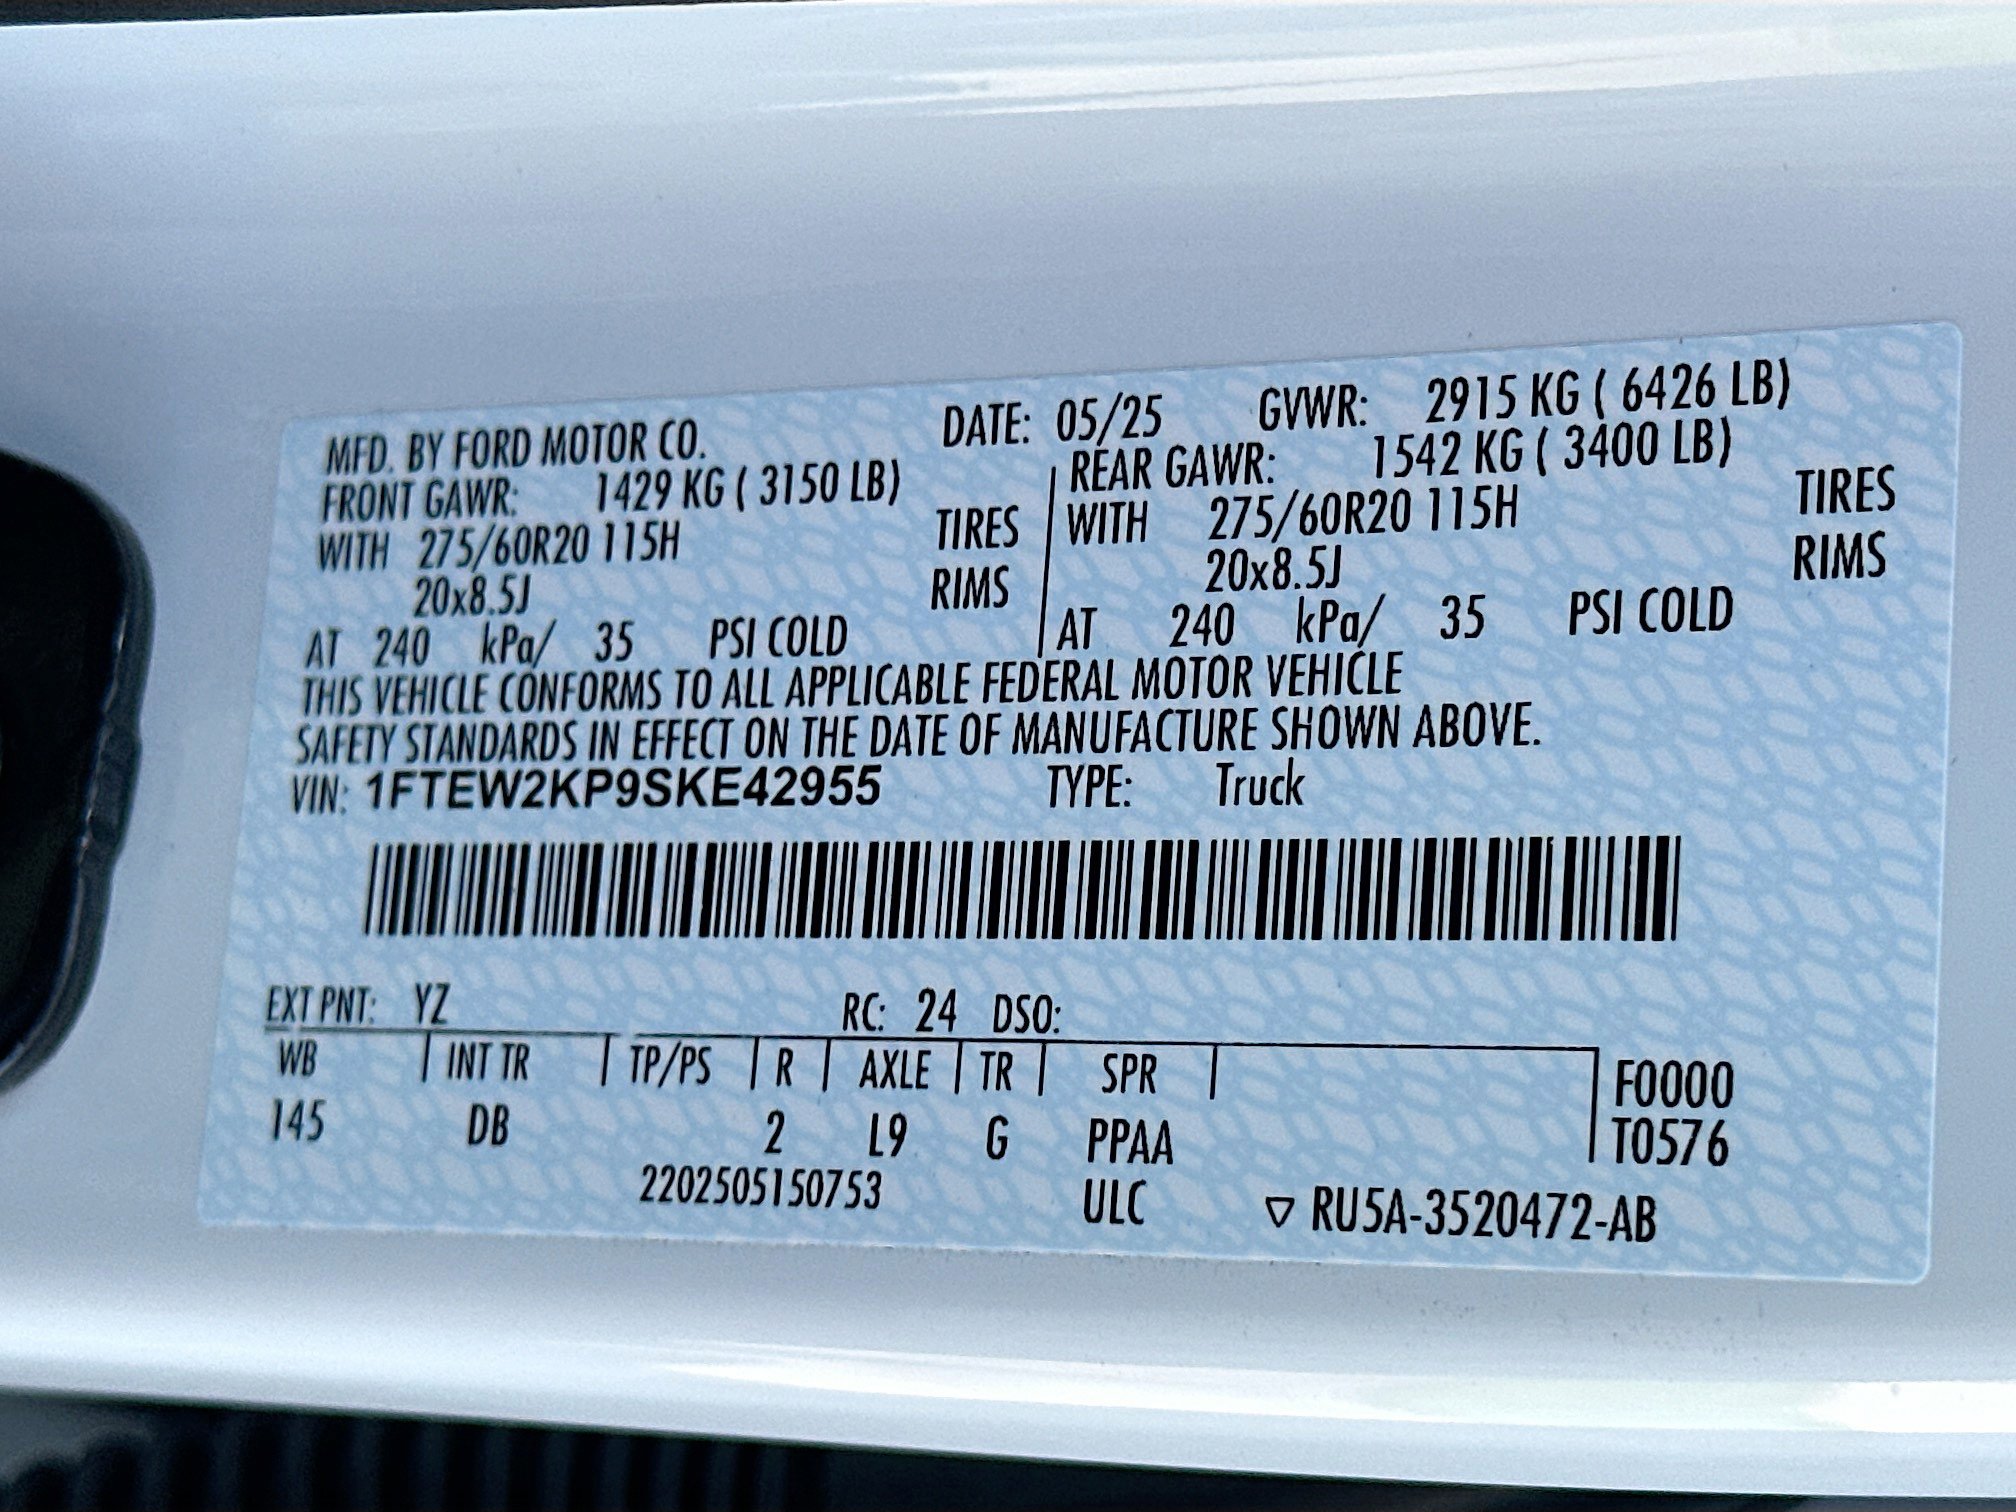 MFD. BY FORD MOTOR CO. DATE: 05/25 GVWR: 2915 KG ( 6426 LB)
FRONT GAWR: 1429 KG ( 3150 LB) REAR GAWR: 1542 KG ( 3400 LB)
WITH 275/60R20 115H TIRES WITH 275/60R20 115H TIRES
20x8.5J RIMS 20x8.5J RIMS
AT 240 kPa/ 35 PSI COLD AT 240 kPa/ 35 PSI COLD
THIS VEHICLE CONFORMS TO ALL APPLICABLE FEDERAL MOTOR VEHICLE
SAFETY STANDARDS IN EFFECT ON THE DATE OF MANUFACTURE SHOWN ABOVE.
VIN: 1FTEW2KP9SKE42955 TYPE: Truck
EXT PNT: YZ RC: 24 DSO:
WB INT TR TP/PS R AXLE TR SPR F0000
145 DB 2 L9 G PPAA T0576
2202505150753 ULC ▽ RU5A-3520472-AB